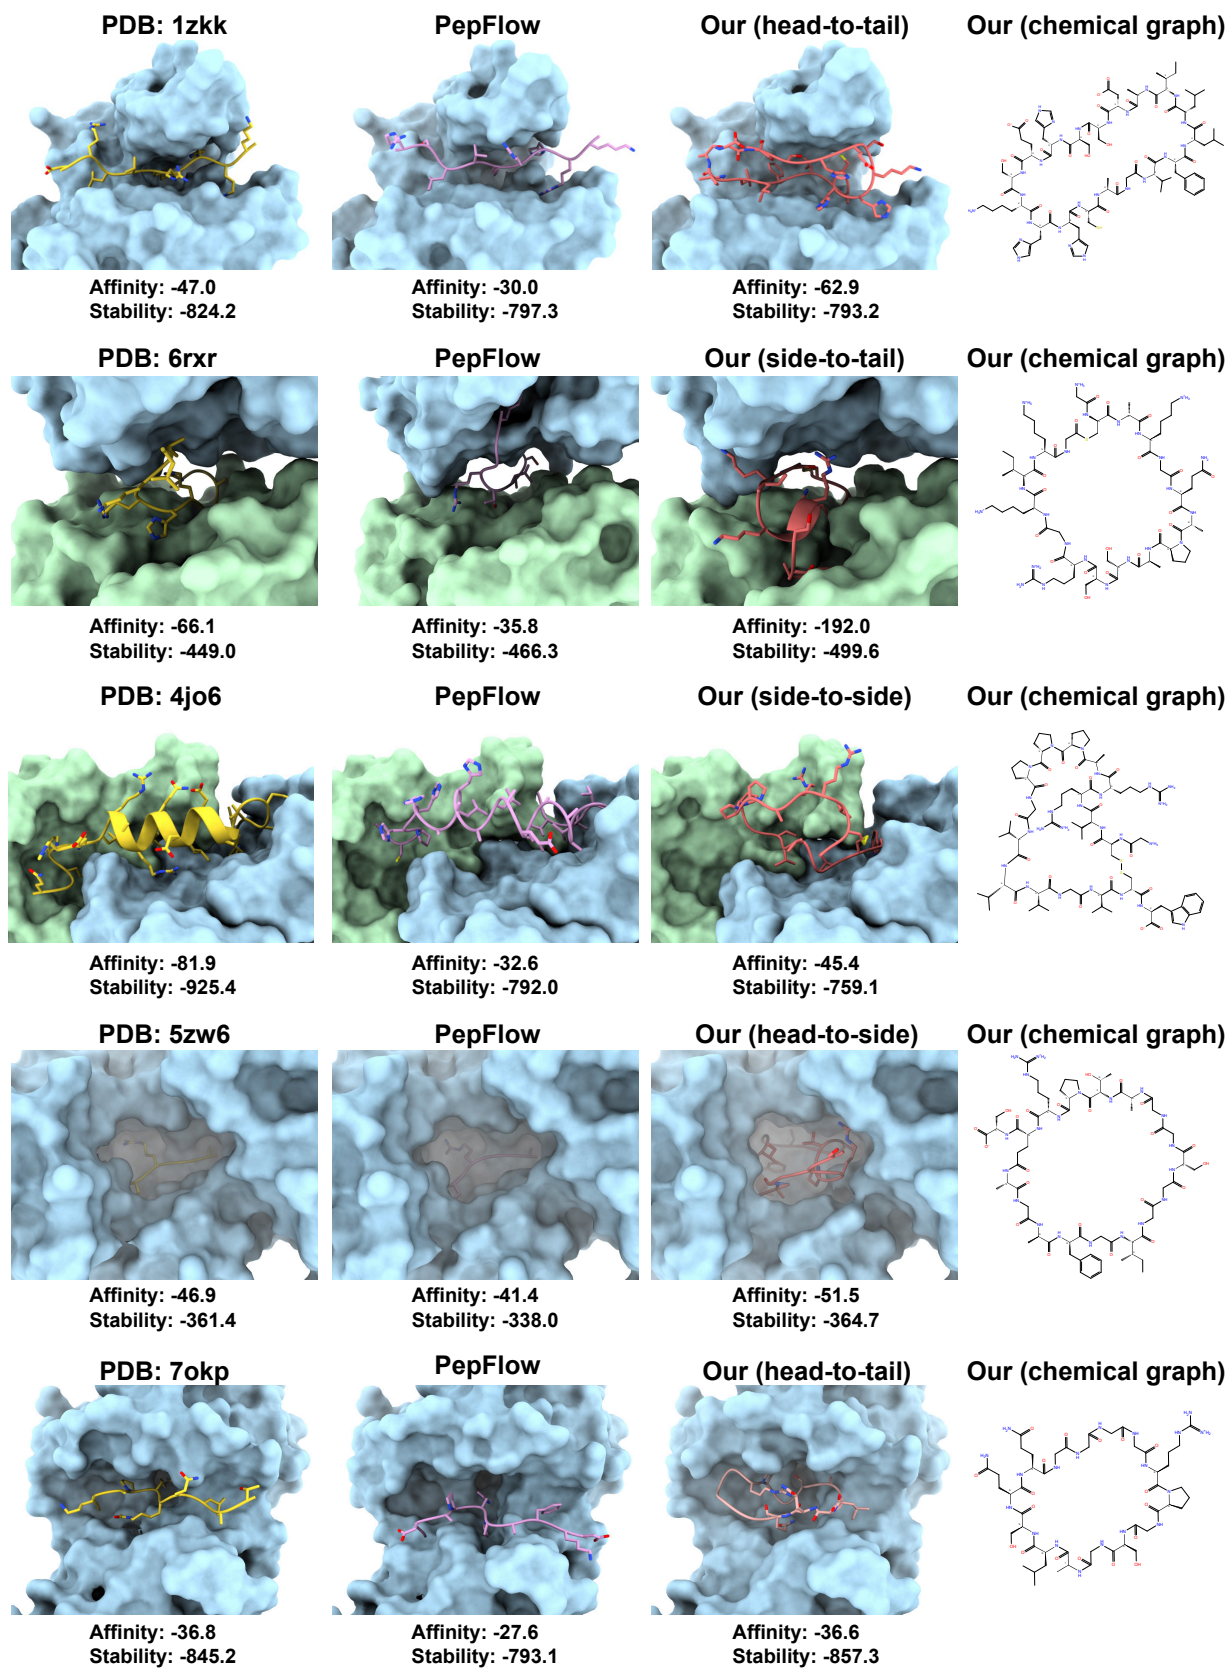 PDB: 1zkk
PepFlow
Our (head-to-tail)
Our (chemical graph)
Affinity: -47.0
Stability: -824.2
Affinity: -30.0
Stability: -797.3
Affinity: -62.9
Stability: -793.2
PDB: 6rxr
PepFlow
Our (side-to-tail)
Our (chemical graph)
Affinity: -66.1
Stability: -449.0
Affinity: -35.8
Stability: -466.3
Affinity: -192.0
Stability: -499.6
PDB: 4jo6
PepFlow
Our (side-to-side)
Our (chemical graph)
Affinity: -81.9
Stability: -925.4
Affinity: -32.6
Stability: -792.0
Affinity: -45.4
Stability: -759.1
PDB: 5zw6
PepFlow
Our (head-to-side)
Our (chemical graph)
Affinity: -46.9
Stability: -361.4
Affinity: -41.4
Stability: -338.0
Affinity: -51.5
Stability: -364.7
PDB: 7okp
PepFlow
Our (head-to-tail)
Our (chemical graph)
Affinity: -36.8
Stability: -845.2
Affinity: -27.6
Stability: -793.1
Affinity: -36.6
Stability: -857.3